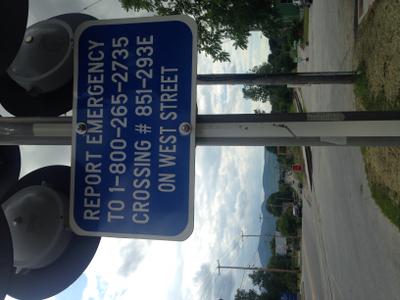 REPORT EMERGENCY
TO 1-800-265-2735
CROSSING # 851-293E
ON WEST STREET